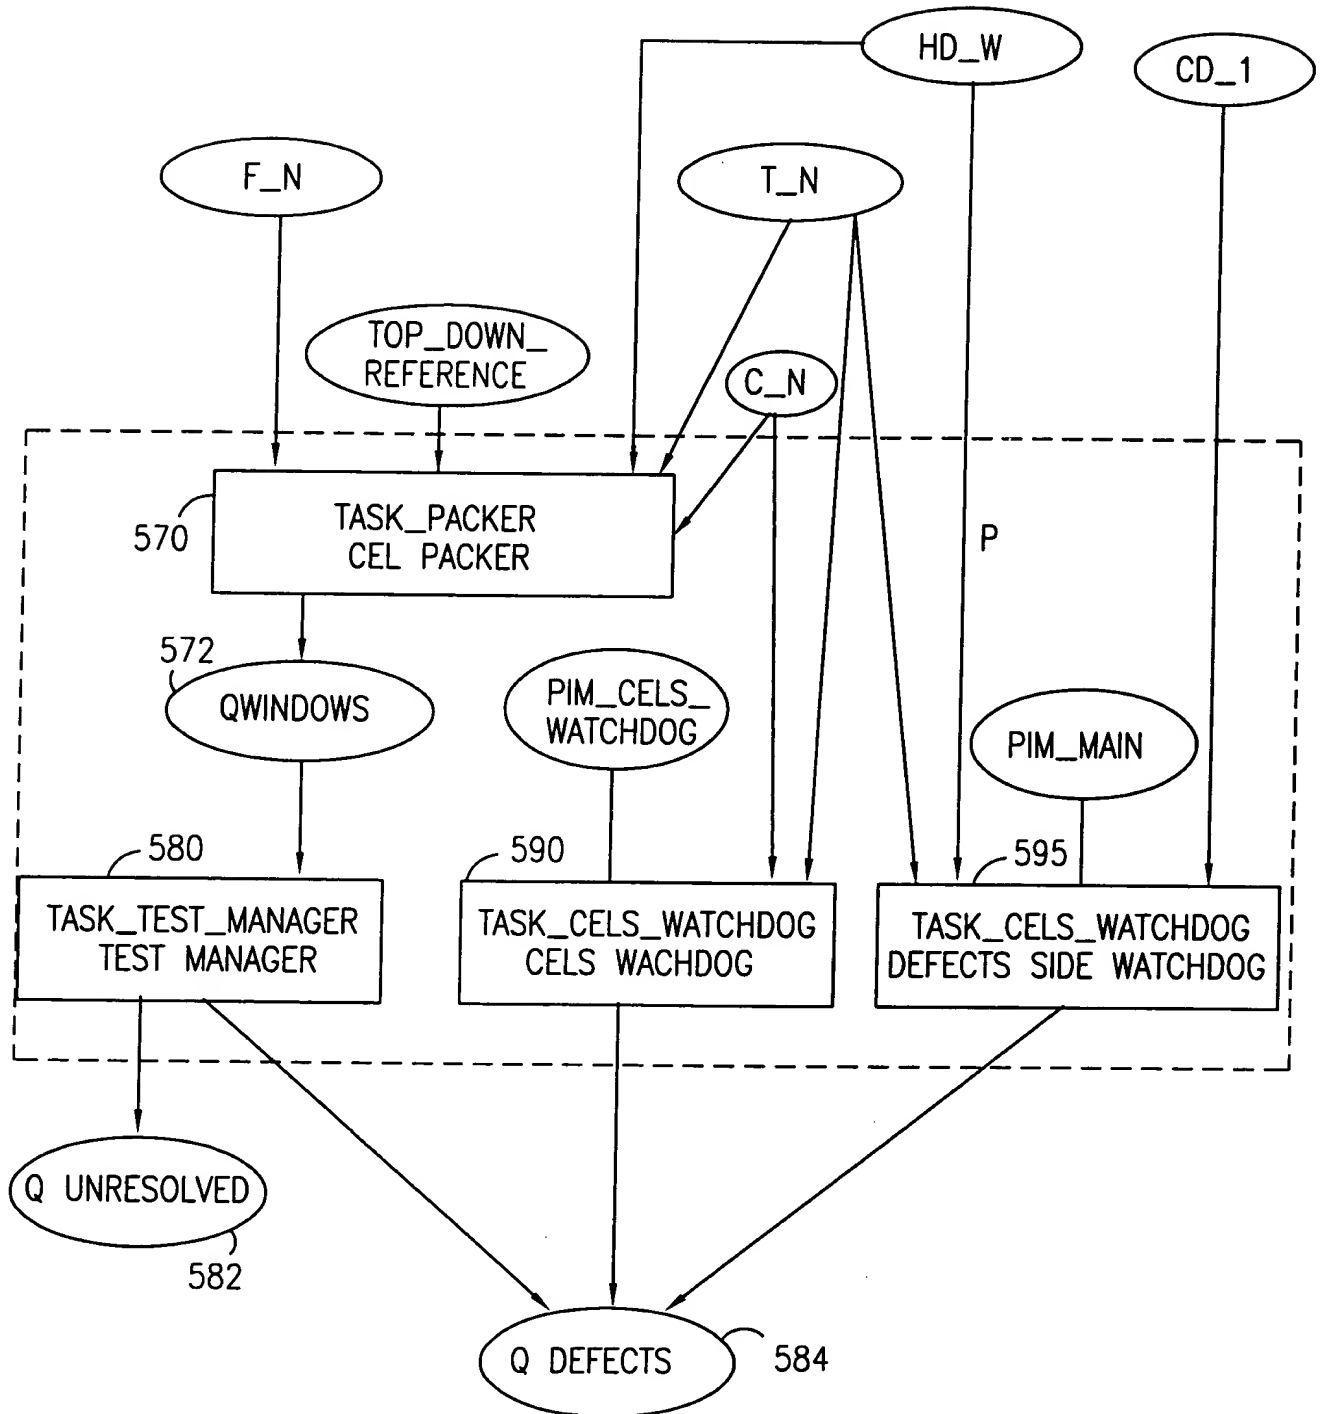 HD_W
CD_1
F_N
T_N
TOP_DOWN_
REFERENCE
C_N
TASK_PACKER
CEL PACKER
570
P
572
QWINDOWS
PIM_CELS_
WATCHDOG
PIM_MAIN
580
590
595
TASK_TEST_MANAGER
TEST MANAGER
TASK_CELS_WATCHDOG
CELS WACHDOG
TASK_CELS_WATCHDOG
DEFECTS SIDE WATCHDOG
Q UNRESOLVED
582
Q DEFECTS
584